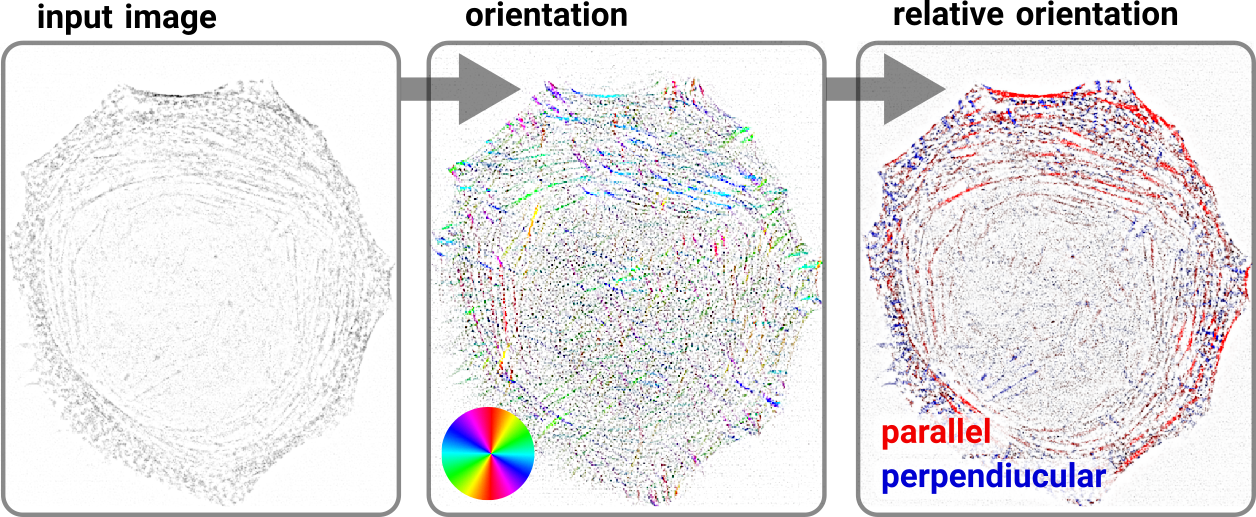 input image
orientation
relative orientation
parallel
perpendiucular